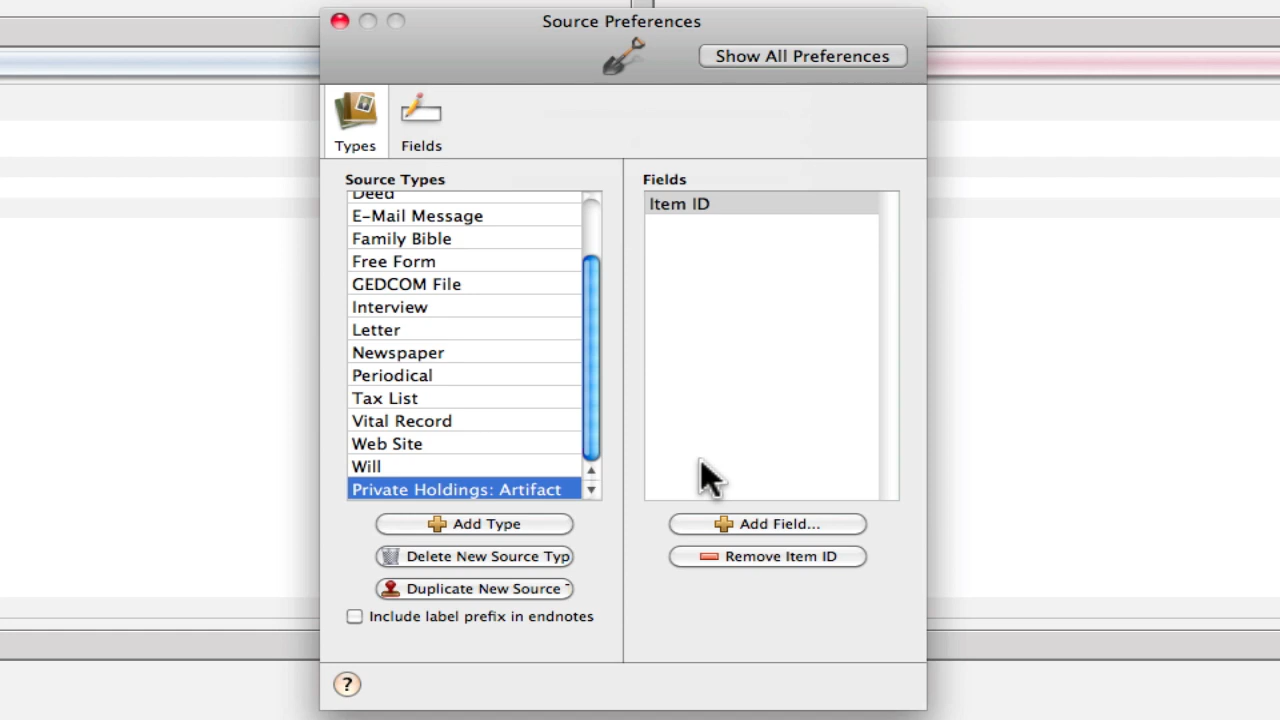 Source Preferences
Show All Preferences
Types
Fields
Source Types
Deed
E-Mail Message
Family Bible
Free Form
GEDCOM File
Interview
Letter
Newspaper
Periodical
Tax List
Vital Record
Web Site
Will
Private Holdings: Artifact
Add Type
Delete New Source Typ
Duplicate New Source
Include label prefix in endnotes
Fields
Item ID
Add Field...
Remove Item ID
?